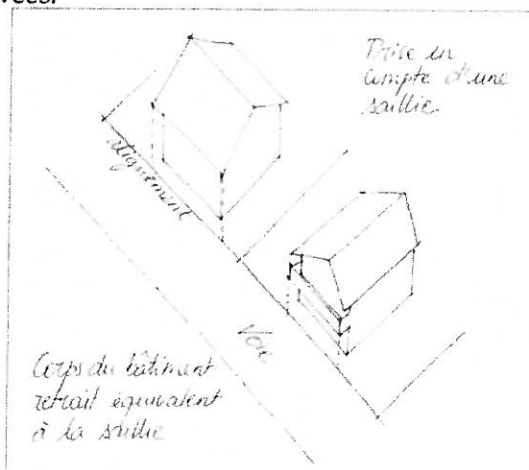 Prise en
compte d'une
saillie
alignement
Voie
Corps du bâtiment
retrait équivalent
à la saillie